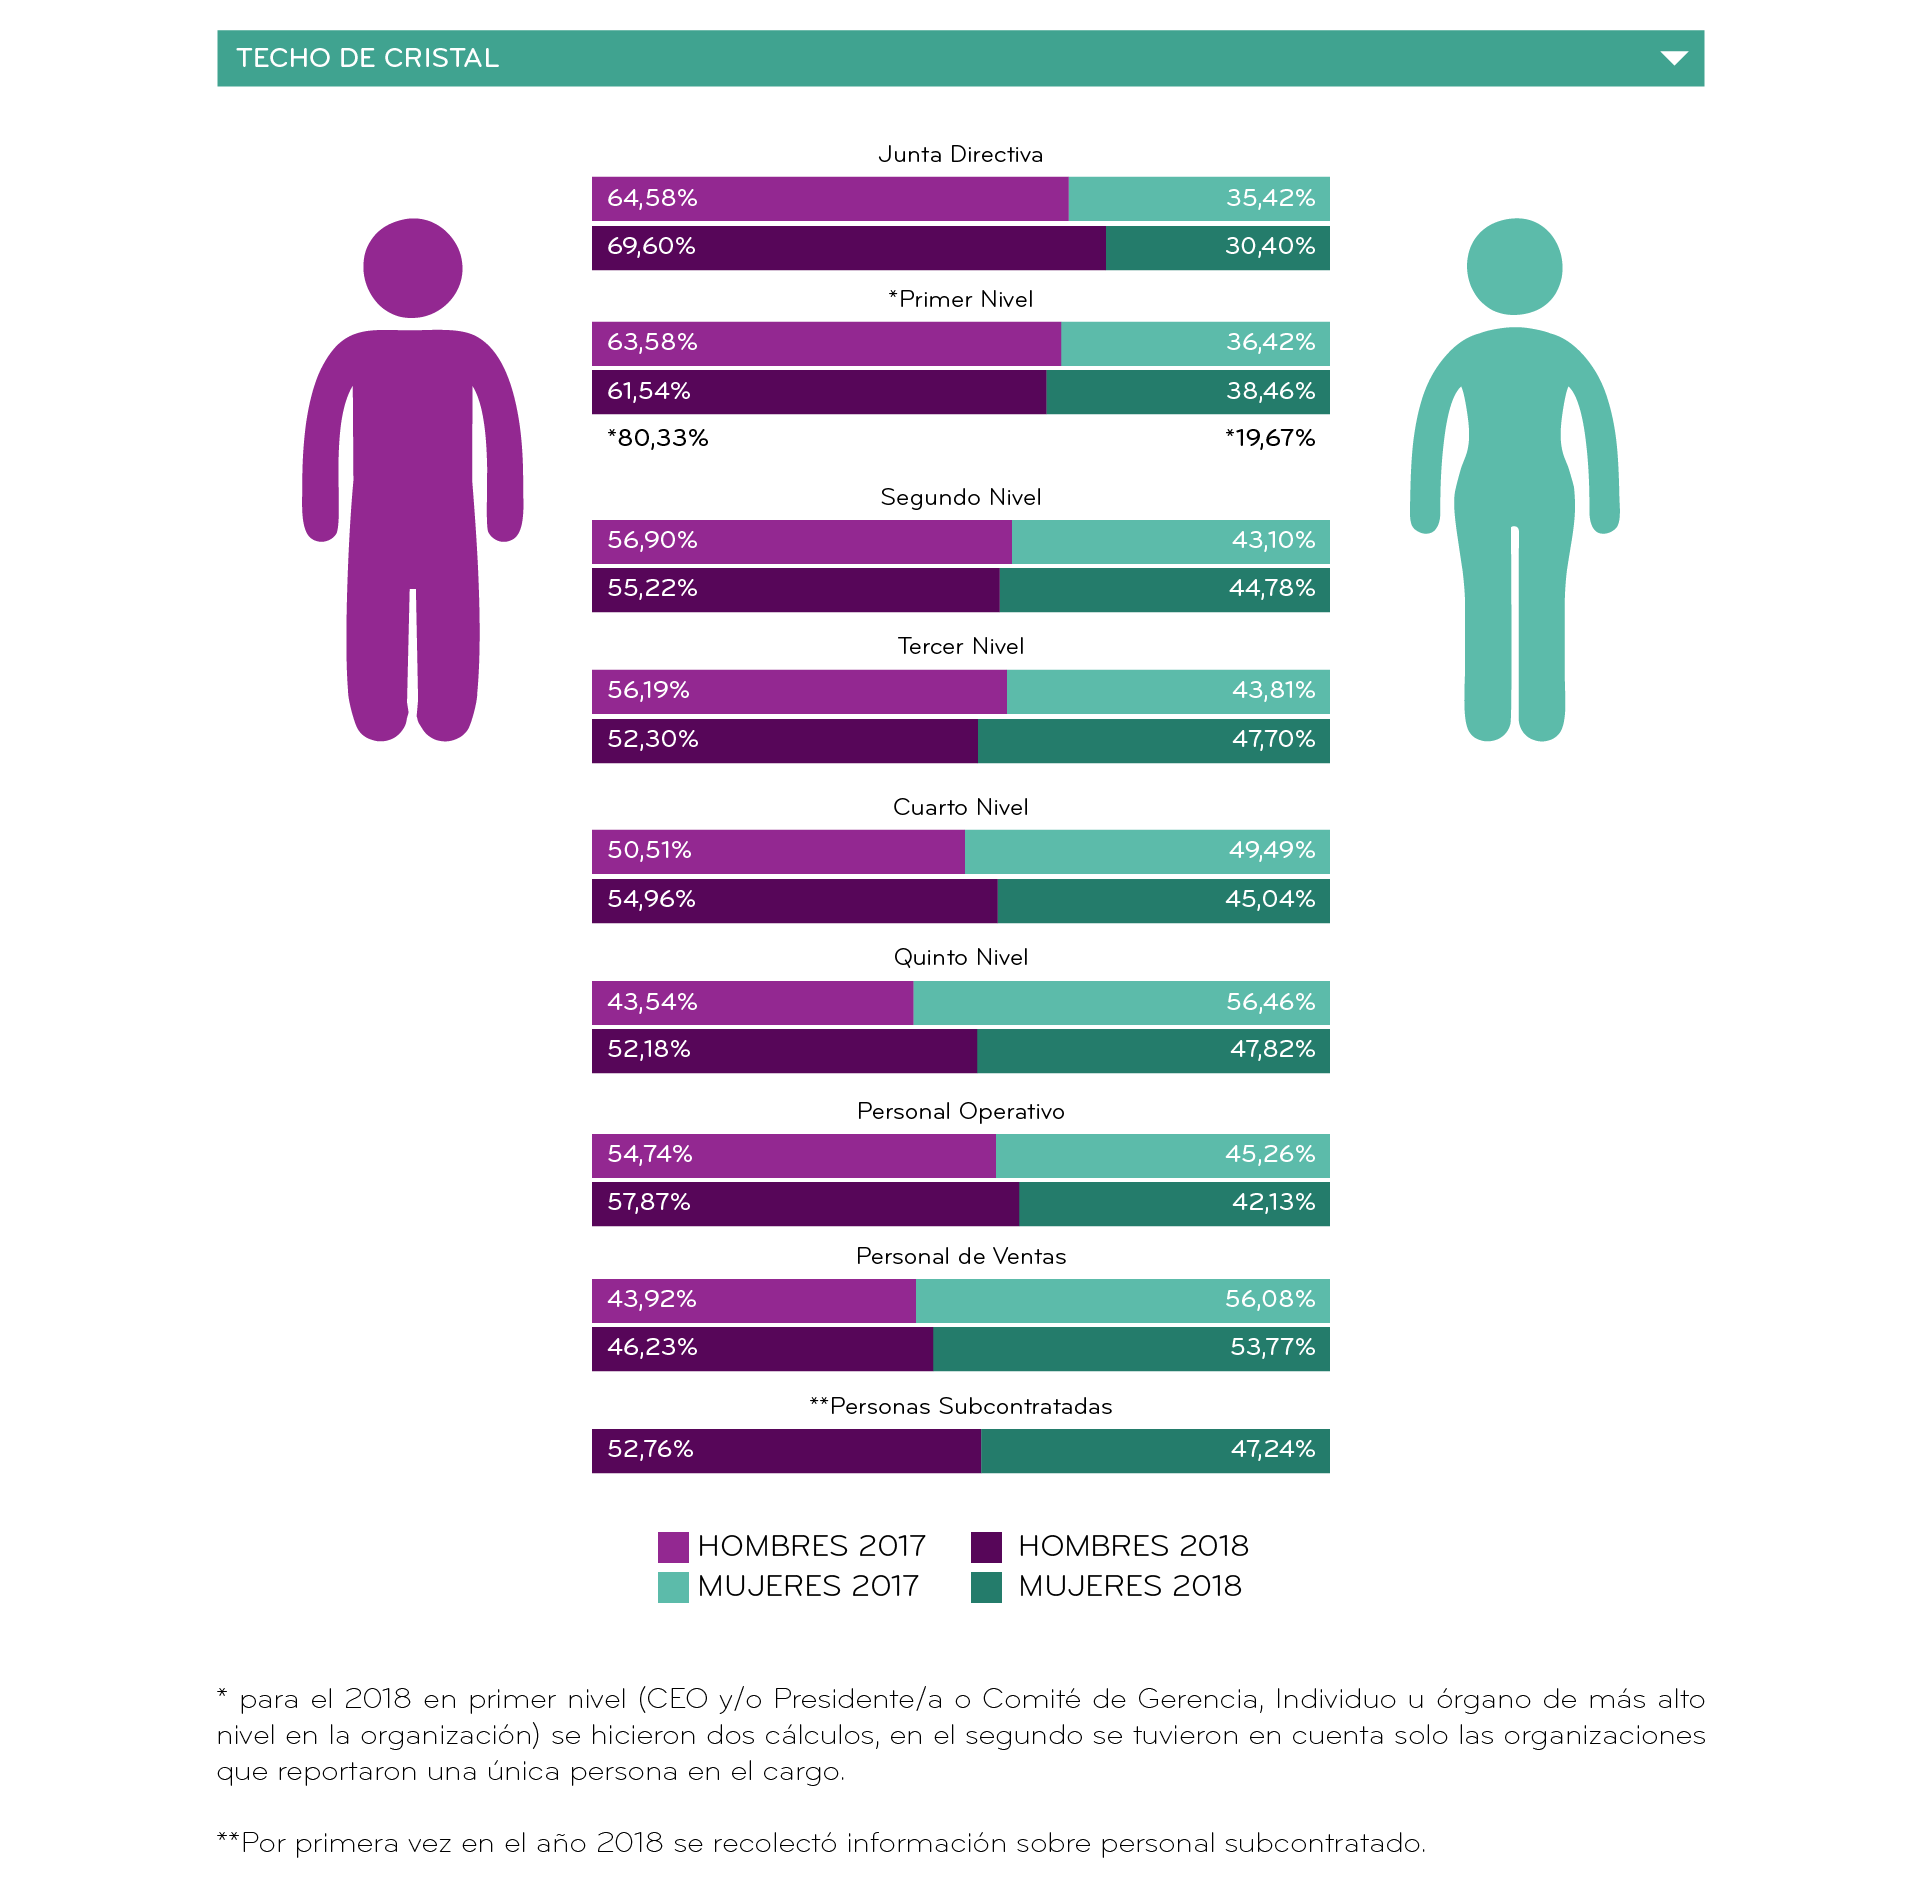 TECHO DE CRISTAL
Junta Directiva
64,58% 35,42%
69,60% 30,40%
*Primer Nivel
63,58% 36,42%
61,54% 38,46%
*80,33% *19,67%
Segundo Nivel
56,90% 43,10%
55,22% 44,78%
Tercer Nivel
56,19% 43,81%
52,30% 47,70%
Cuarto Nivel
50,51% 49,49%
54,96% 45,04%
Quinto Nivel
43,54% 56,46%
52,18% 47,82%
Personal Operativo
54,74% 45,26%
57,87% 42,13%
Personal de Ventas
43,92% 56,08%
46,23% 53,77%
**Personas Subcontratadas
52,76% 47,24%
HOMBRES 2017 HOMBRES 2018
MUJERES 2017 MUJERES 2018
* para el 2018 en primer nivel (CEO y/o Presidente/a o Comité de Gerencia, Individuo u órgano de más alto
nivel en la organización) se hicieron dos cálculos, en el segundo se tuvieron en cuenta solo las organizaciones
que reportaron una única persona en el cargo.
**Por primera vez en el año 2018 se recolectó información sobre personal subcontratado.